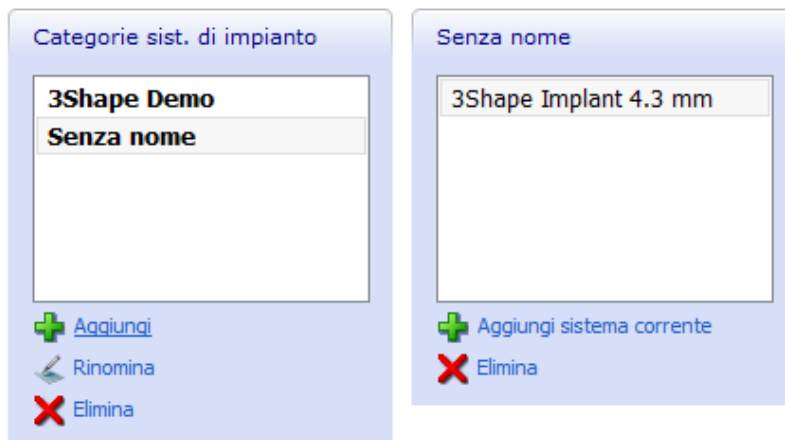 Categorie sist. di impianto
3Shape Demo
Senza nome
Aggiungi
Rinomina
Elimina
Senza nome
3Shape Implant 4.3 mm
Aggiungi sistema corrente
Elimina